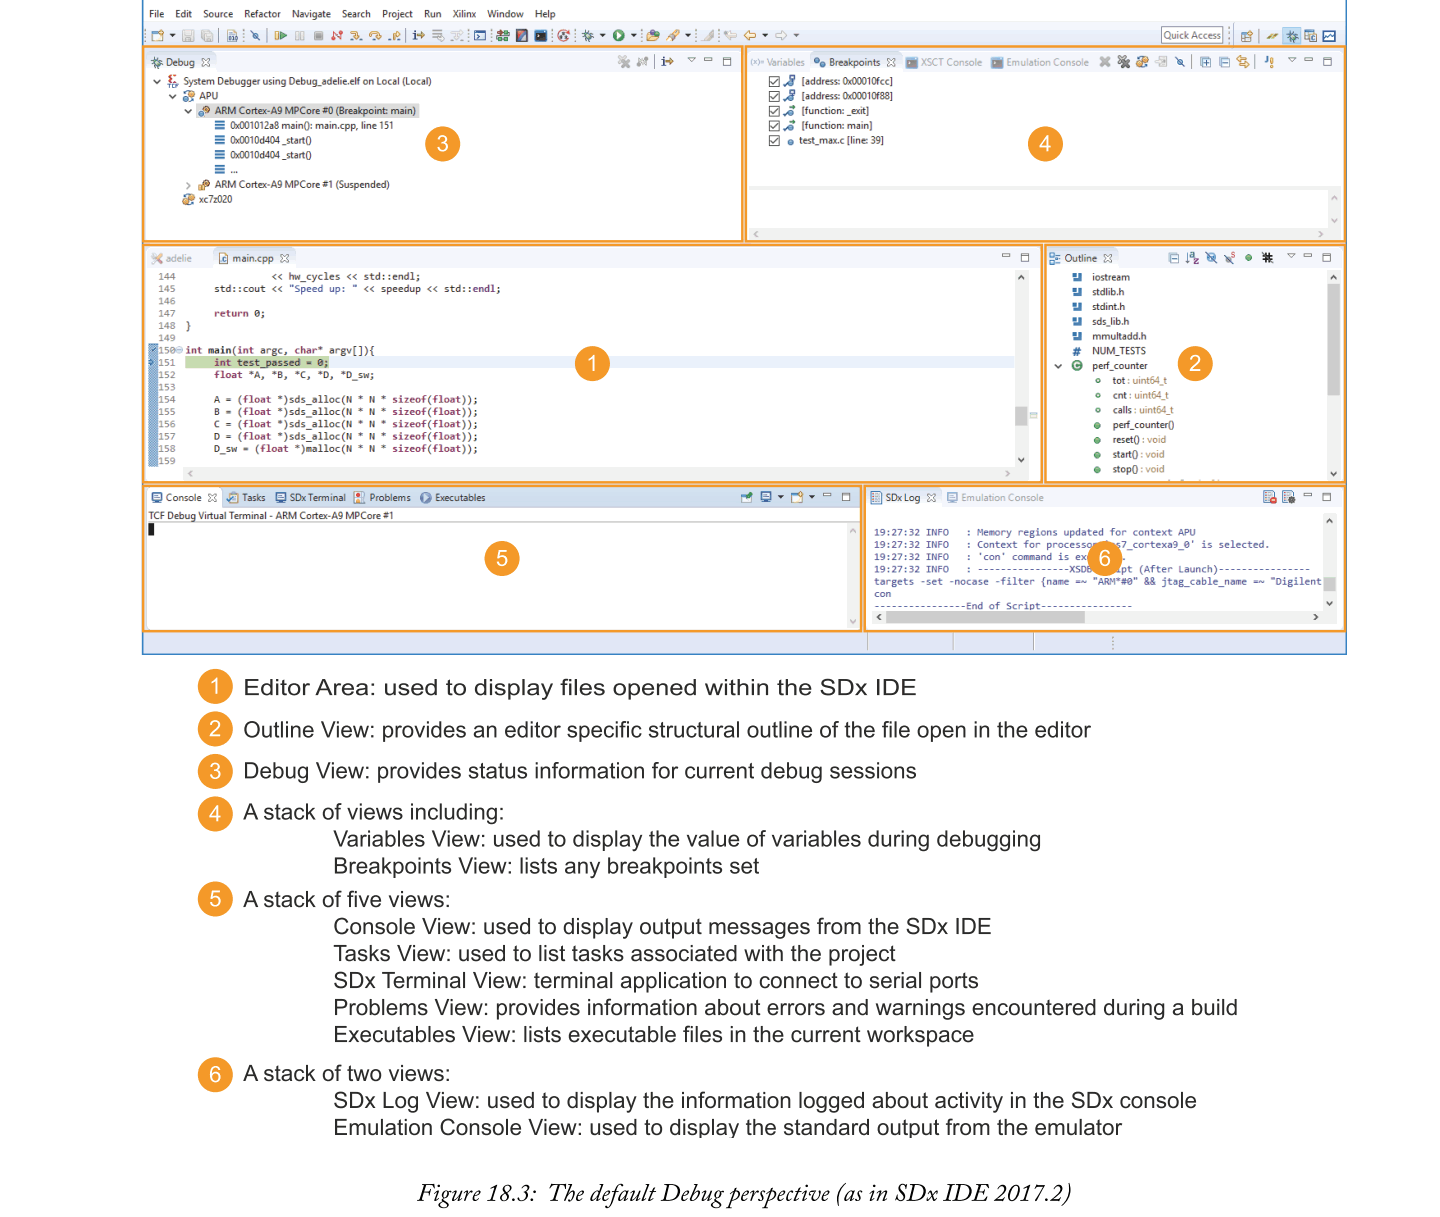 File Edit Source Refactor Navigate Search Project Run Xilinx Window Help
Quick Access
Debug
System Debugger using Debug_adelie.elf on Local (Local)
APU
ARM Cortex-A9 MPCore #0 (Breakpoint: main)
0x001012a8 main(): main.cpp, line 151
0x0010d404 _start()
0x0010d404 _start()
...
ARM Cortex-A9 MPCore #1 (Suspended)
xc7z020
3
(x)= Variables Breakpoints XSCT Console Emulation Console
[address: 0x00010fcc]
[address: 0x00010f88]
[function: _exit]
[function: main]
test_max.c [line: 39]
4
adelie main.cpp
144 << hw_cycles << std::endl;
145 std::cout << "Speed up: " << speedup << std::endl;
146
147 return 0;
148 }
149
150 int main(int argc, char* argv[]){
151 int test_passed = 0;
152 float *A, *B, *C, *D, *D_sw;
153
154 A = (float *)sds_alloc(N * N * sizeof(float));
155 B = (float *)sds_alloc(N * N * sizeof(float));
156 C = (float *)sds_alloc(N * N * sizeof(float));
157 D = (float *)sds_alloc(N * N * sizeof(float));
158 D_sw = (float *)malloc(N * N * sizeof(float));
159
1
Outline
iostream
stdlib.h
stdint.h
sds_lib.h
mmultadd.h
# NUM_TESTS
perf_counter
tot : uint64_t
cnt : uint64_t
calls : uint64_t
perf_counter()
reset() : void
start() : void
stop() : void
2
Console Tasks SDx Terminal Problems Executables
TCF Debug Virtual Terminal - ARM Cortex-A9 MPCore #1
5
SDx Log Emulation Console
19:27:32 INFO : Memory regions updated for context APU
19:27:32 INFO : Context for processor s7_cortexa9_0' is selected.
19:27:32 INFO : 'con' command is ex
19:27:32 INFO : ---------------XSDB ipt (After Launch)---------------
targets -set -nocase -filter {name =~ "ARM*#0" && jtag_cable_name =~ "Digilent
con
---------------End of Script---------------
6
1 Editor Area: used to display files opened within the SDx IDE
2 Outline View: provides an editor specific structural outline of the file open in the editor
3 Debug View: provides status information for current debug sessions
4 A stack of views including:
Variables View: used to display the value of variables during debugging
Breakpoints View: lists any breakpoints set
5 A stack of five views:
Console View: used to display output messages from the SDx IDE
Tasks View: used to list tasks associated with the project
SDx Terminal View: terminal application to connect to serial ports
Problems View: provides information about errors and warnings encountered during a build
Executables View: lists executable files in the current workspace
6 A stack of two views:
SDx Log View: used to display the information logged about activity in the SDx console
Emulation Console View: used to display the standard output from the emulator
Figure 18.3: The default Debug perspective (as in SDx IDE 2017.2)